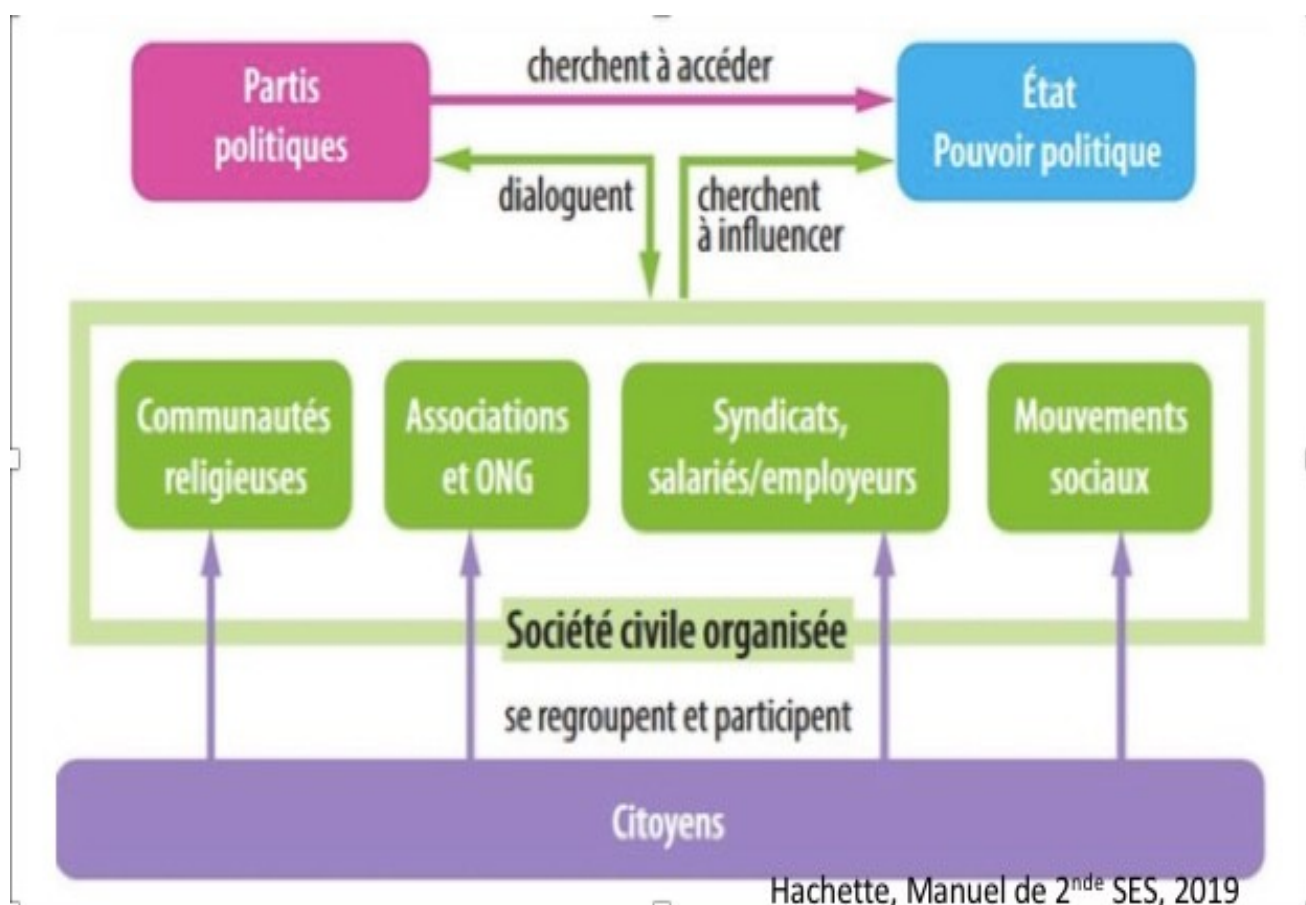 Partis
politiques
cherchent à accéder
État
Pouvoir politique
dialoguent
cherchent
à influencer
Communautés
religieuses
Associations
et ONG
Syndicats,
salariés/employeurs
Mouvements
sociaux
Société civile organisée
se regroupent et participent
Citoyens
Hachette, Manuel de 2nde SES, 2019